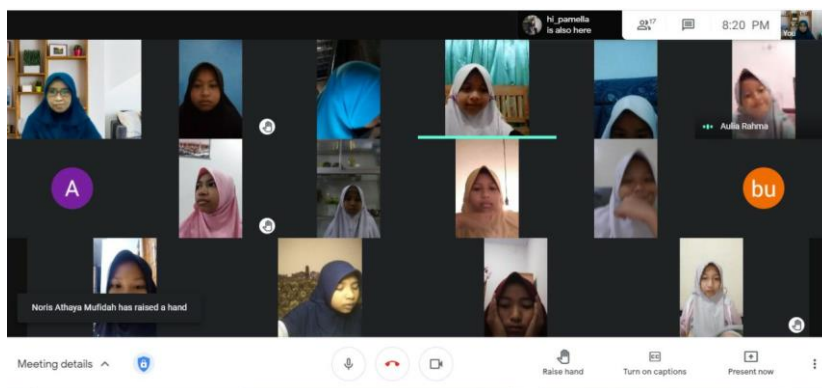 hi_pamella
is also here
17
8:20 PM
You
Aulia Rahma
A
bu
Noris Athaya Mufidah has raised a hand
Meeting details
Raise hand
CC
Turn on captions
Present now